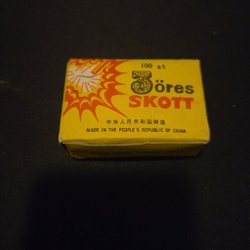 100 st
3öres
SKOTT
中华人民共和国制造
MADE IN THE PEOPLE'S REPUBLIC OF CHINA